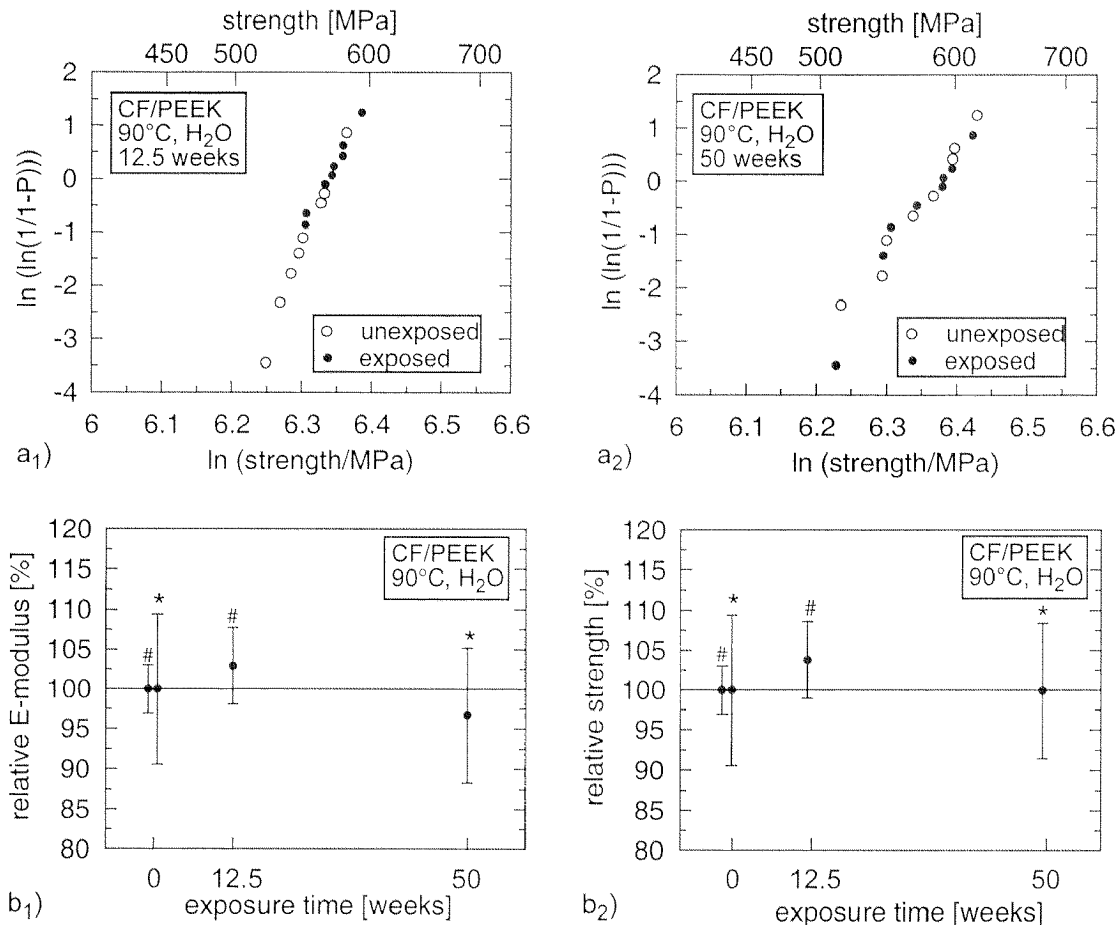 strength [MPa]
450 500 600 700
2
1
0
-1
-2
-3
-4
ln (ln(1/1-P)))
CF/PEEK
90°C, H₂O
12.5 weeks
○ unexposed
● exposed
6 6.1 6.2 6.3 6.4 6.5 6.6
a₁) ln (strength/MPa)
strength [MPa]
450 500 600 700
2
1
0
-1
-2
-3
-4
ln (ln(1/1-P)))
CF/PEEK
90°C, H₂O
50 weeks
○ unexposed
● exposed
6 6.1 6.2 6.3 6.4 6.5 6.6
a₂) ln (strength/MPa)
120
115
110
105
100
95
90
85
80
relative E-modulus [%]
CF/PEEK
90°C, H₂O
# * # *
0 12.5 50
b₁) exposure time [weeks]
120
115
110
105
100
95
90
85
80
relative strength [%]
CF/PEEK
90°C, H₂O
# * # *
0 12.5 50
b₂) exposure time [weeks]